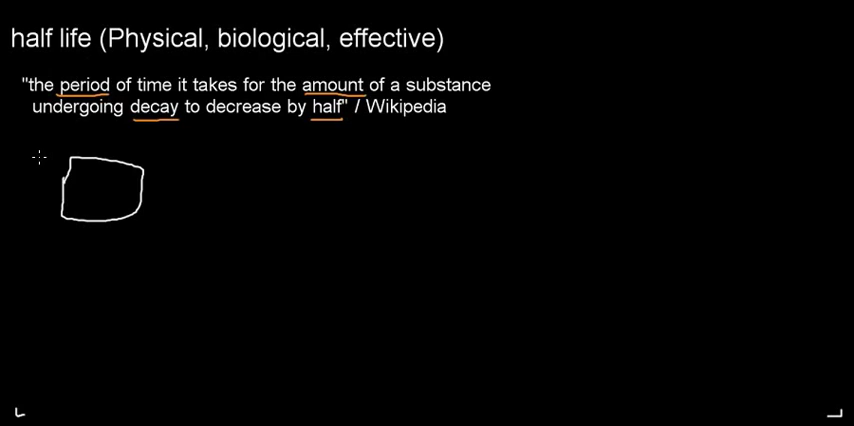 half life (Physical, biological, effective)
"the period of time it takes for the amount of a substance
undergoing decay to decrease by half" / Wikipedia